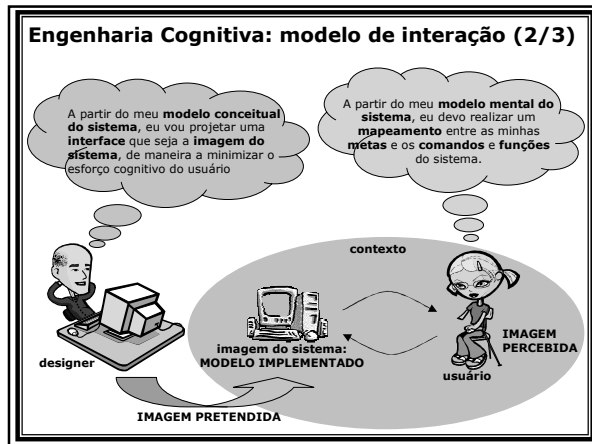 Engenharia Cognitiva: modelo de interação (2/3)
A partir do meu modelo conceitual
do sistema, eu vou projetar uma
interface que seja a imagem do
sistema, de maneira a minimizar o
esforço cognitivo do usuário
A partir do meu modelo mental do
sistema, eu devo realizar um
mapeamento entre as minhas
metas e os comandos e funções
do sistema.
contexto
designer
imagem do sistema:
MODELO IMPLEMENTADO
IMAGEM
PERCEBIDA
usuário
IMAGEM PRETENDIDA